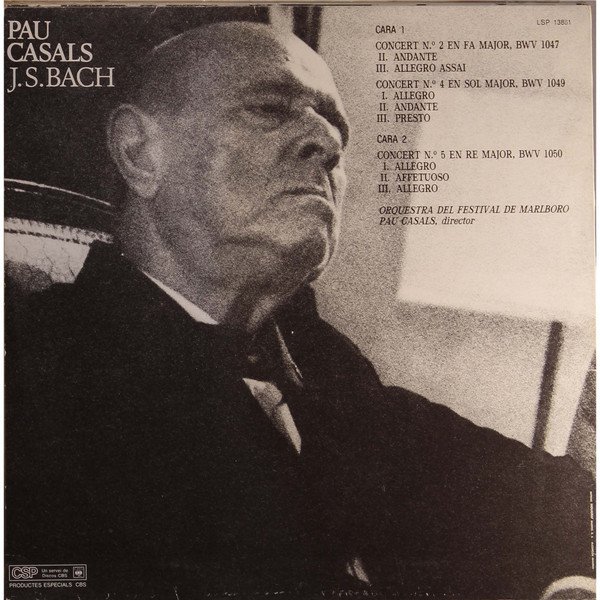 PAU
CASALS
J.S.BACH
LSP 13861
CARA 1
CONCERT N.º 2 EN FA MAJOR, BWV 1047
II. ANDANTE
III. ALLEGRO ASSAI
CONCERT N.º 4 EN SOL MAJOR, BWV 1049
I. ALLEGRO
II. ANDANTE
III. PRESTO
CARA 2
CONCERT N.º 5 EN RE MAJOR, BWV 1050
I. ALLEGRO
II. AFFETUOSO
III. ALLEGRO
ORQUESTRA DEL FESTIVAL DE MARLBORO
PAU CASALS, director
CSP Un servei de
Discos CBS
PRODUCTES ESPECIALS CBS